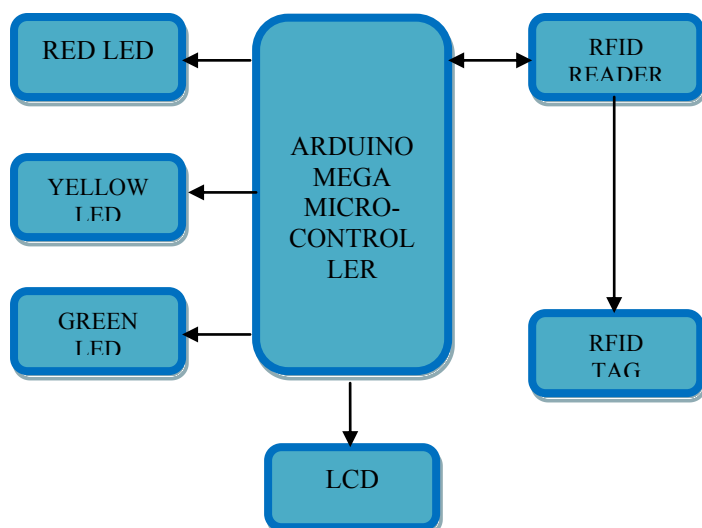 RED LED
YELLOW
LED
GREEN
LED
ARDUINO
MEGA
MICRO-
CONTROL
LER
LCD
RFID
READER
RFID
TAG